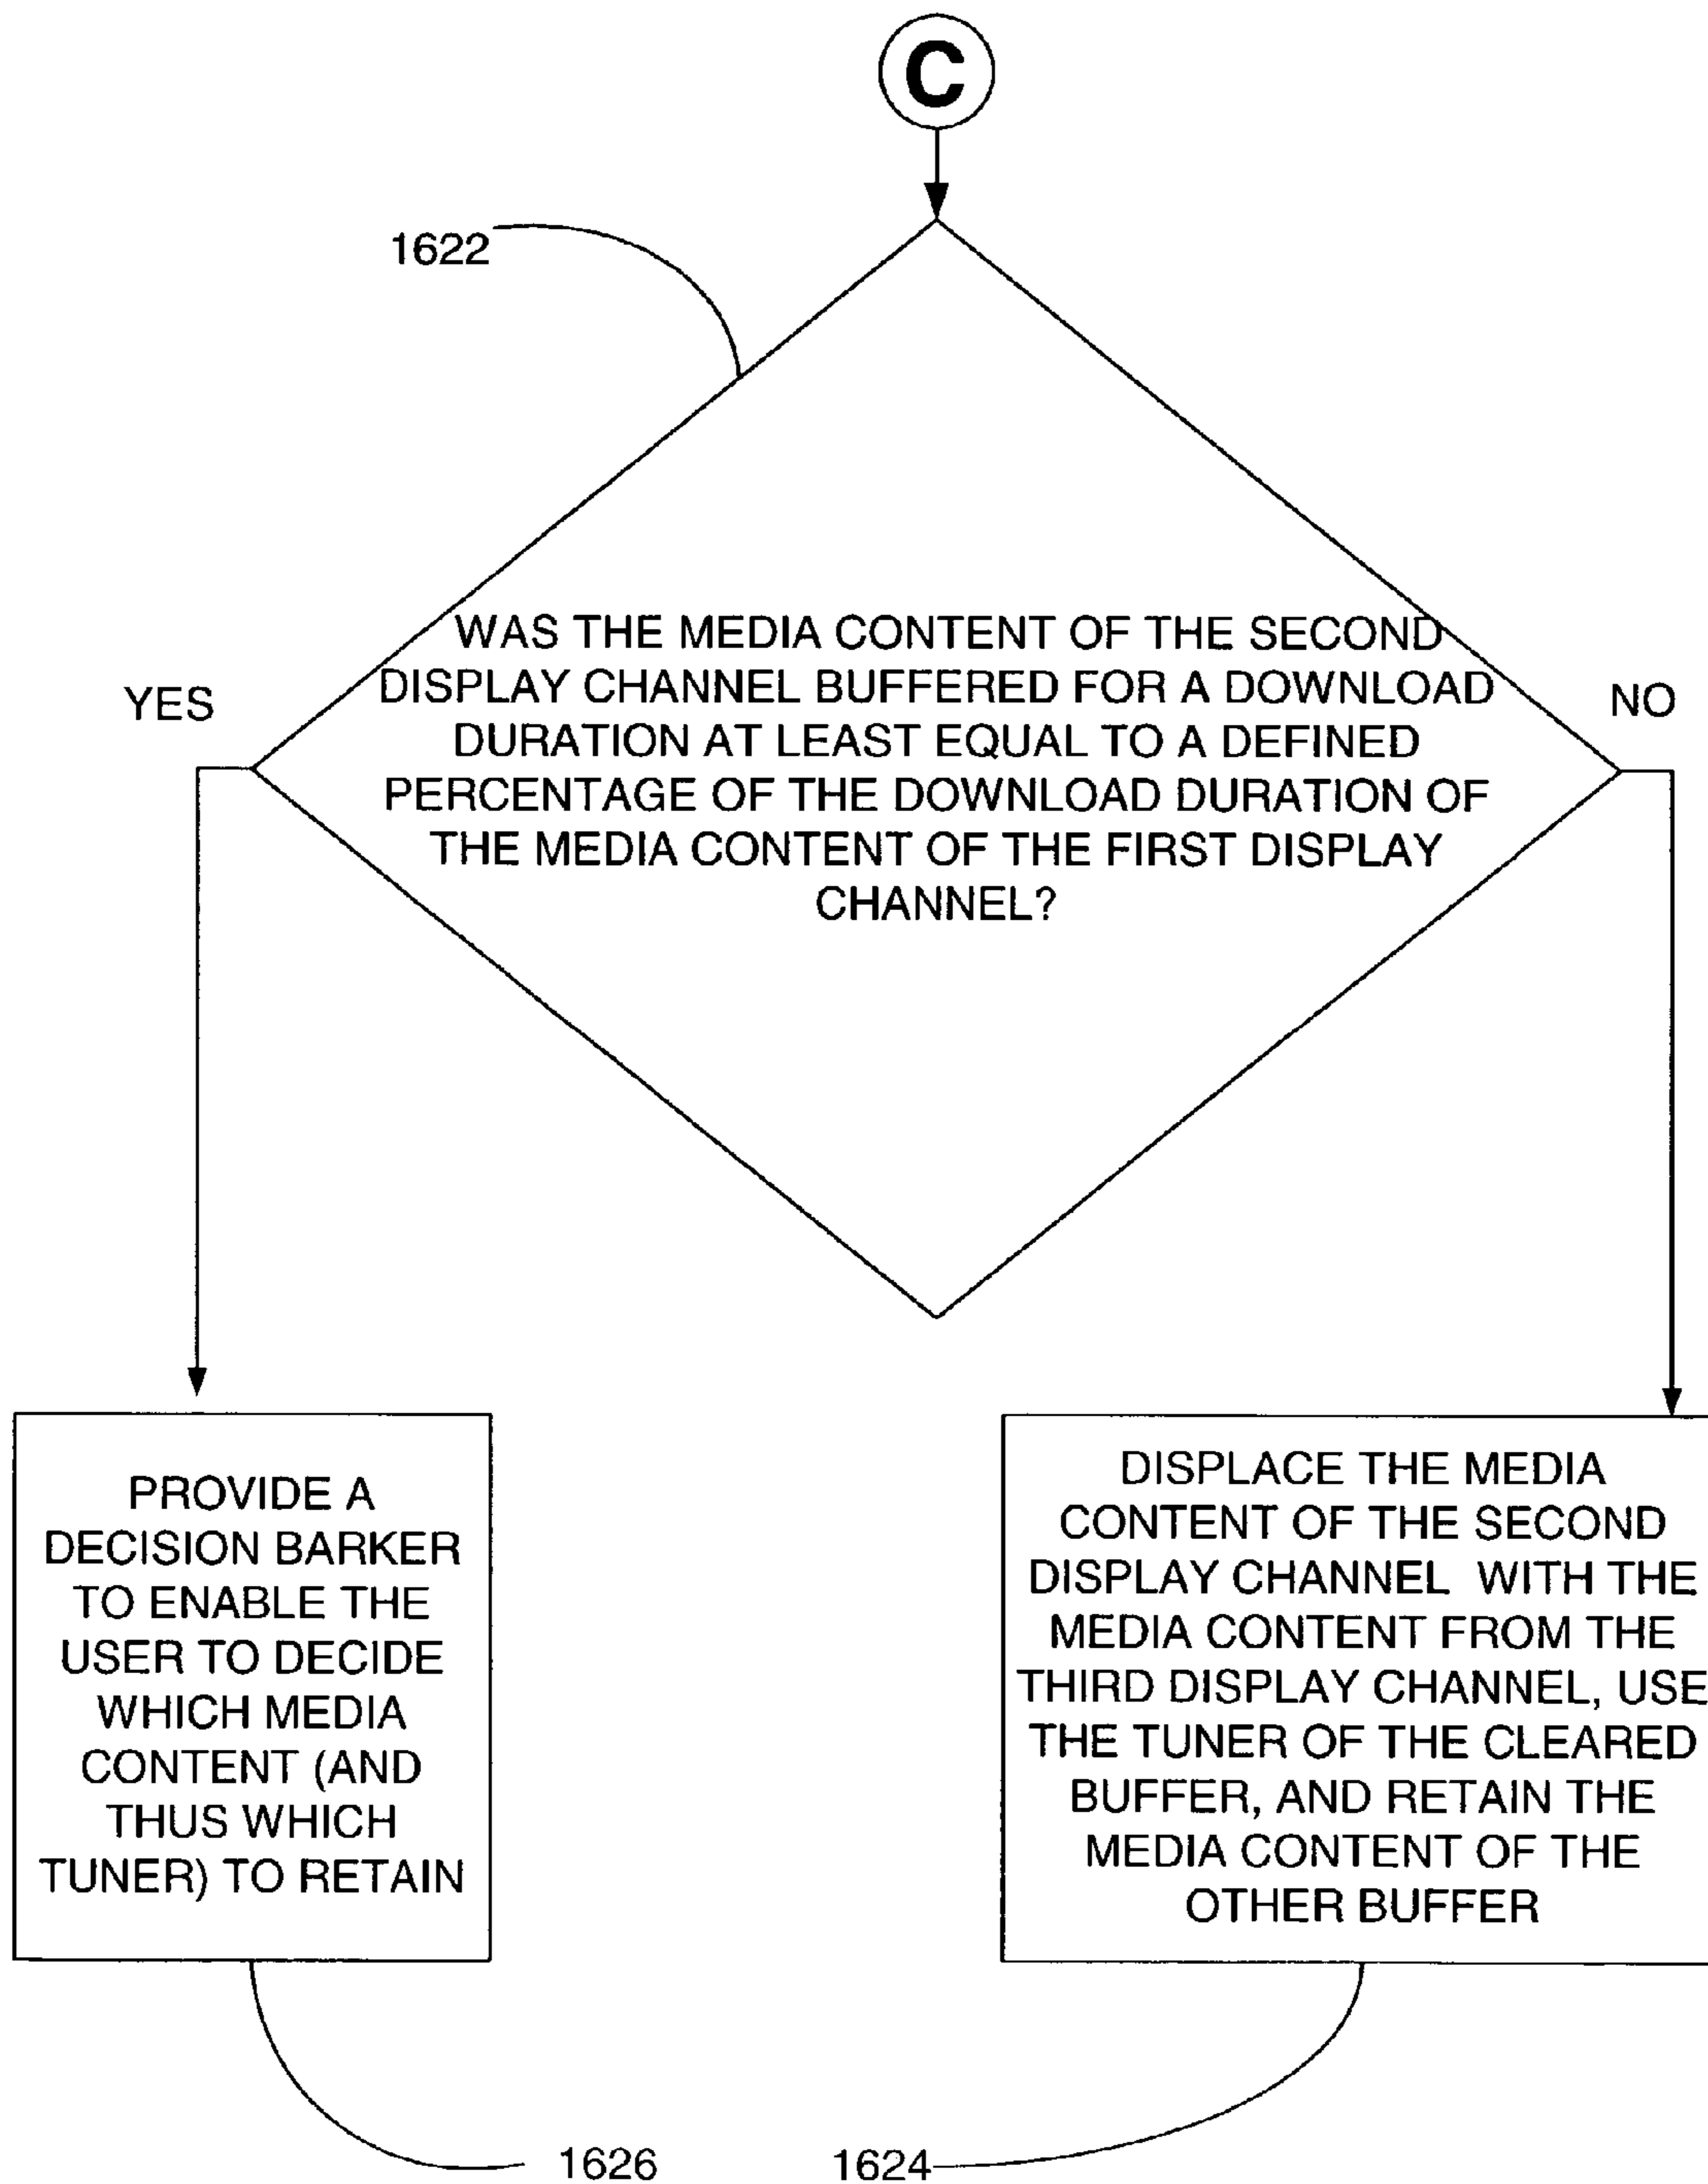 C
1622
WAS THE MEDIA CONTENT OF THE SECOND
DISPLAY CHANNEL BUFFERED FOR A DOWNLOAD
DURATION AT LEAST EQUAL TO A DEFINED
PERCENTAGE OF THE DOWNLOAD DURATION OF
THE MEDIA CONTENT OF THE FIRST DISPLAY
CHANNEL?
YES
NO
PROVIDE A
DECISION BARKER
TO ENABLE THE
USER TO DECIDE
WHICH MEDIA
CONTENT (AND
THUS WHICH
TUNER) TO RETAIN
DISPLACE THE MEDIA
CONTENT OF THE SECOND
DISPLAY CHANNEL WITH THE
MEDIA CONTENT FROM THE
THIRD DISPLAY CHANNEL, USE
THE TUNER OF THE CLEARED
BUFFER, AND RETAIN THE
MEDIA CONTENT OF THE
OTHER BUFFER
1626
1624